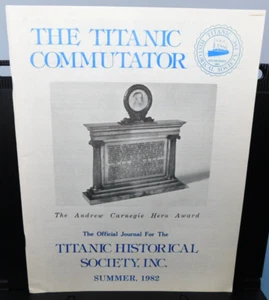 THE TITANIC
COMMUTATOR
The Andrew Carnegie Hero Award
The Official Journal For The
TITANIC HISTORICAL
SOCIETY, INC.
SUMMER, 1982